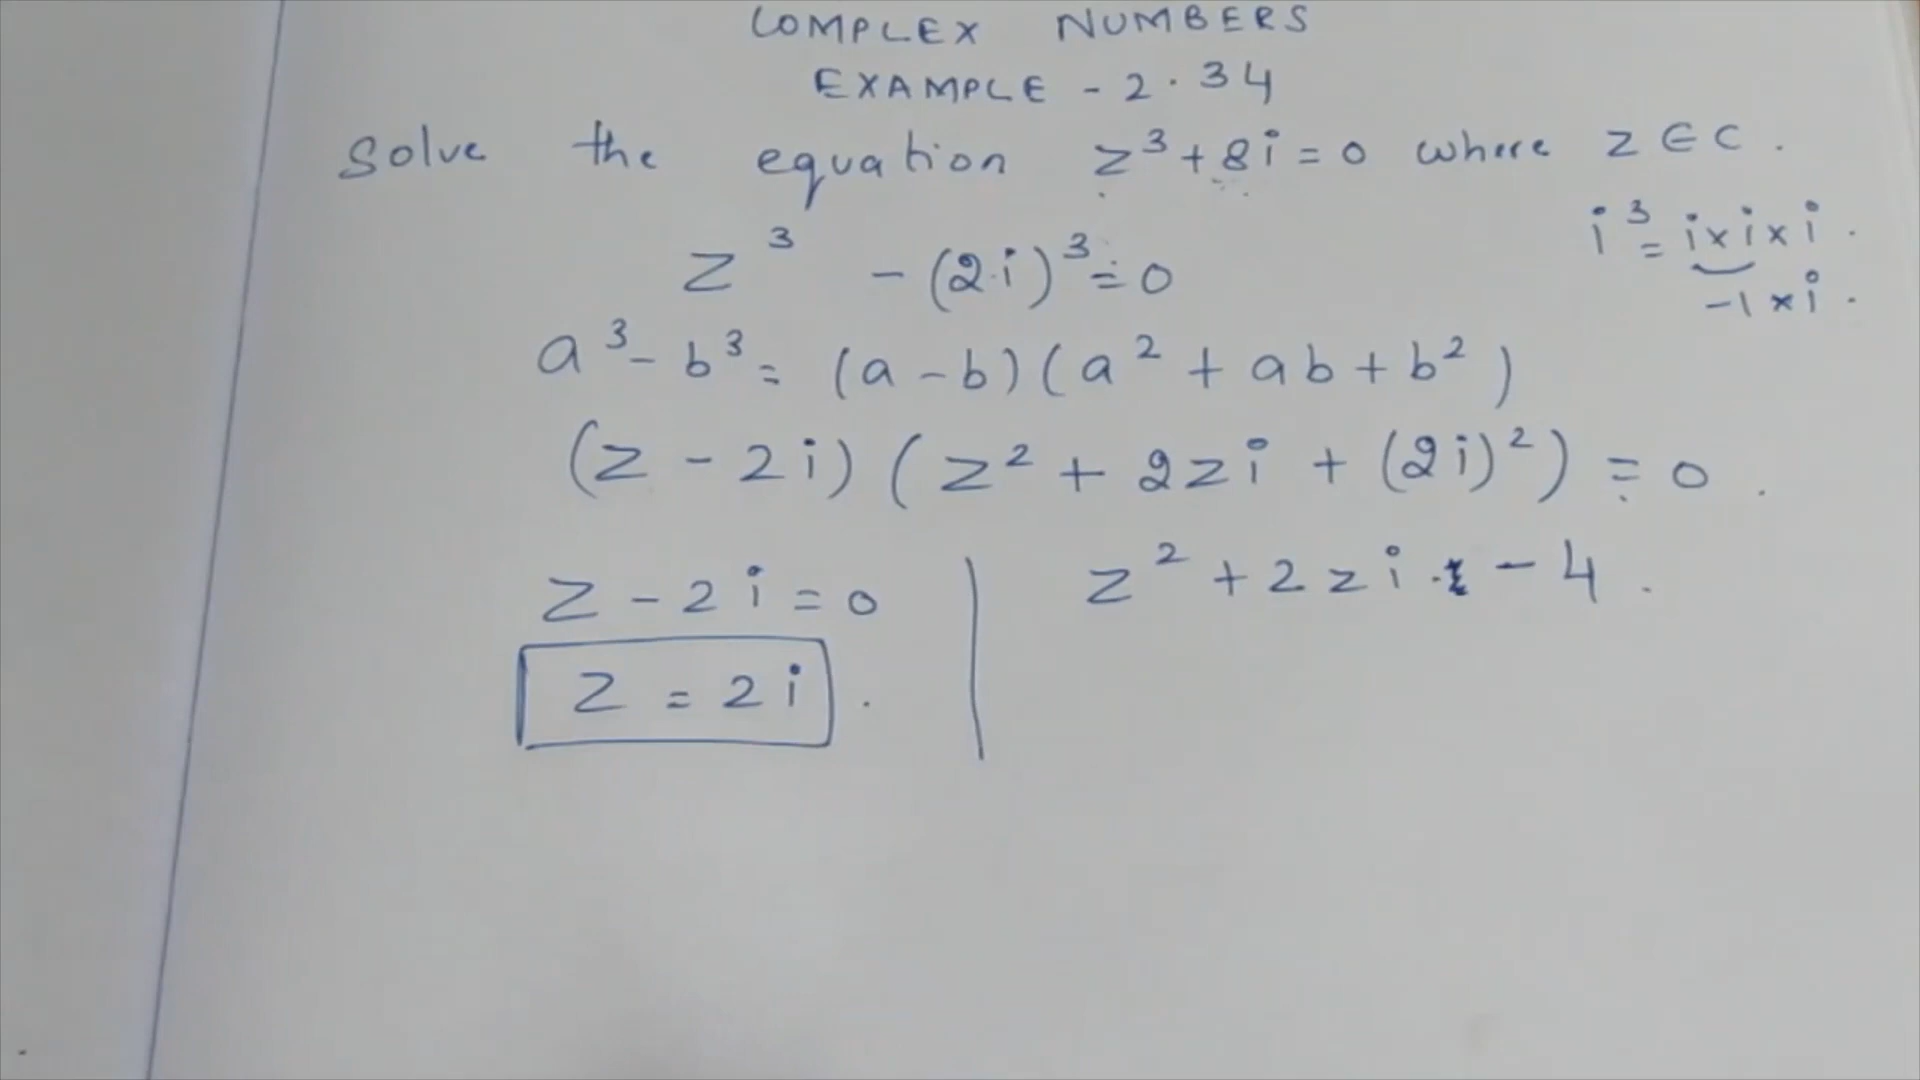 COMPLEX NUMBERS
EXAMPLE - 2.34
Solve the equation z³ + 8i = 0 where z ∈ C.
i³ = i × i × i.
-1 × i.
z³ - (2i)³ = 0
a³ - b³ = (a - b)(a² + ab + b²)
(z - 2i)(z² + 2zi + (2i)²) = 0.
z - 2i = 0
z² + 2zi - 4.
z = 2i.